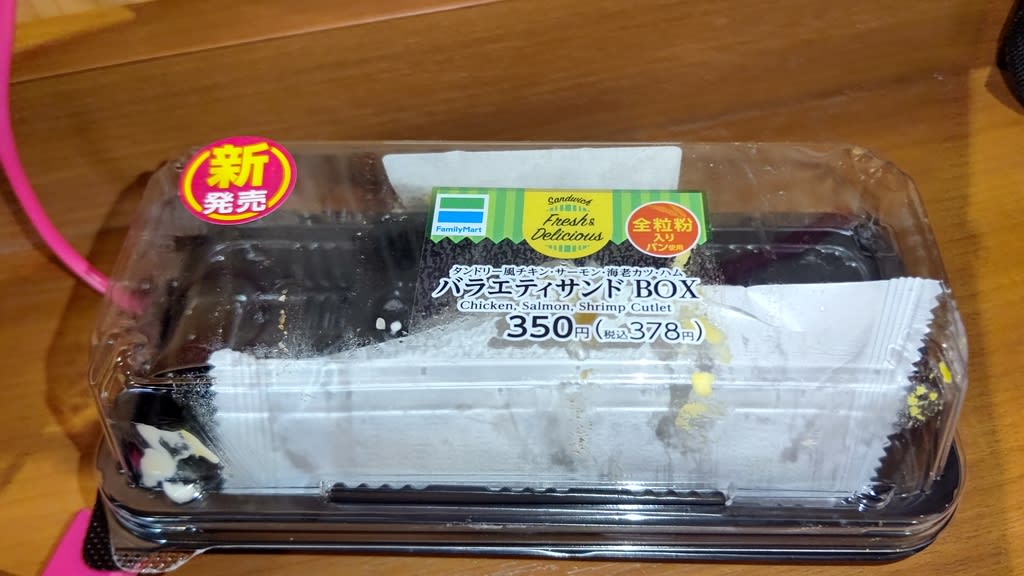 新
発売
FamilyMart
Sandwich
Fresh &
Delicious
全粒粉
入り
パン使用
タンドリー風チキン・サーモン・海老カツ・ハム
バラエティサンド BOX
Chicken, Salmon, Shrimp Cutlet
350円(税込378円)